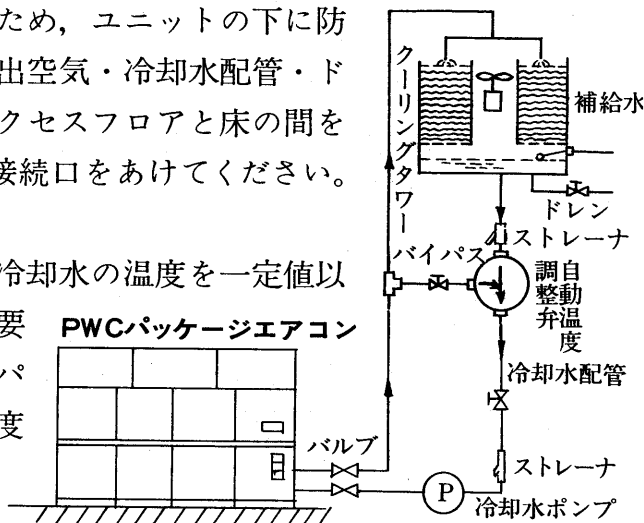 ため，ユニットの下に防
出空気・冷却水配管・ド
クセスフロアと床の間を
接続口をあけてください。
冷却水の温度を一定値以
要
パ
度
PWCパッケージエアコン
クーリングタワー
補給水
ドレン
ストレーナ
バイパス
自動温度
調整弁
冷却水配管
バルブ
ストレーナ
P
冷却水ポンプ